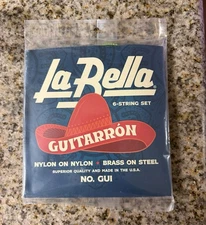 La Bella
6-STRING SET
GUITARRÓN
NYLON ON NYLON • BRASS ON STEEL
SUPERIOR QUALITY AND MADE IN THE U.S.A.
NO. GUI